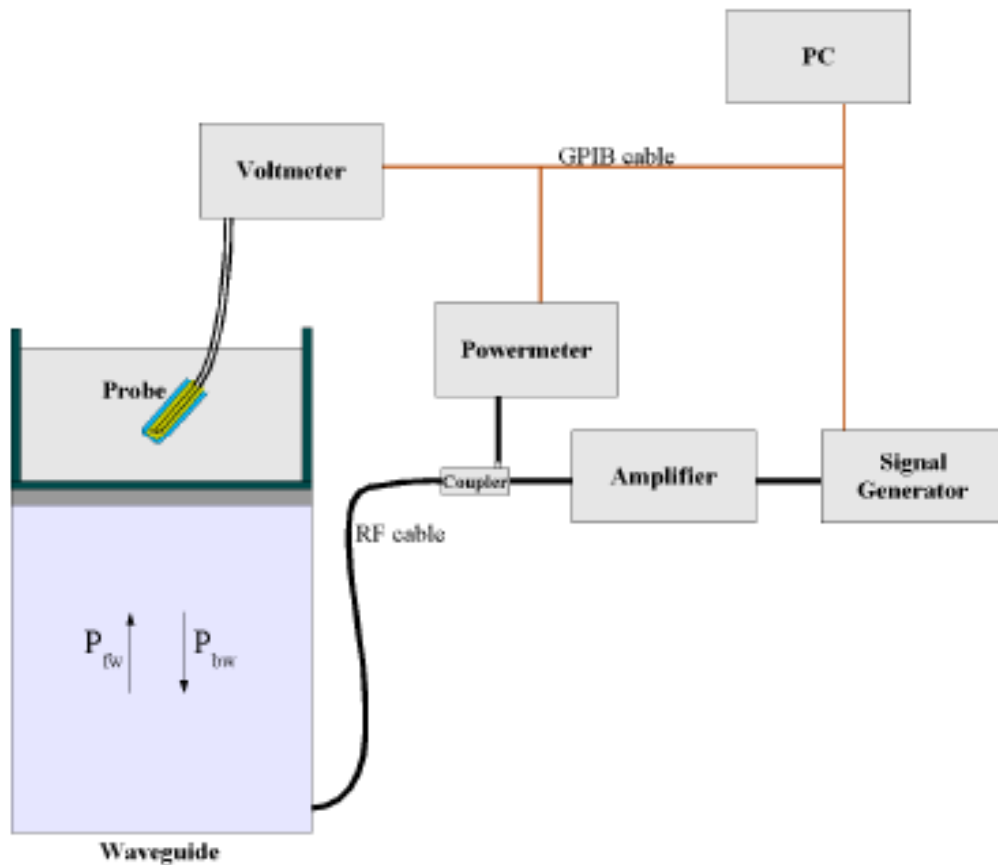 PC
Voltmeter
GPIB cable
Powermeter
Probe
Coupler
Amplifier
Signal
Generator
RF cable
P fw
P bw
Waveguide